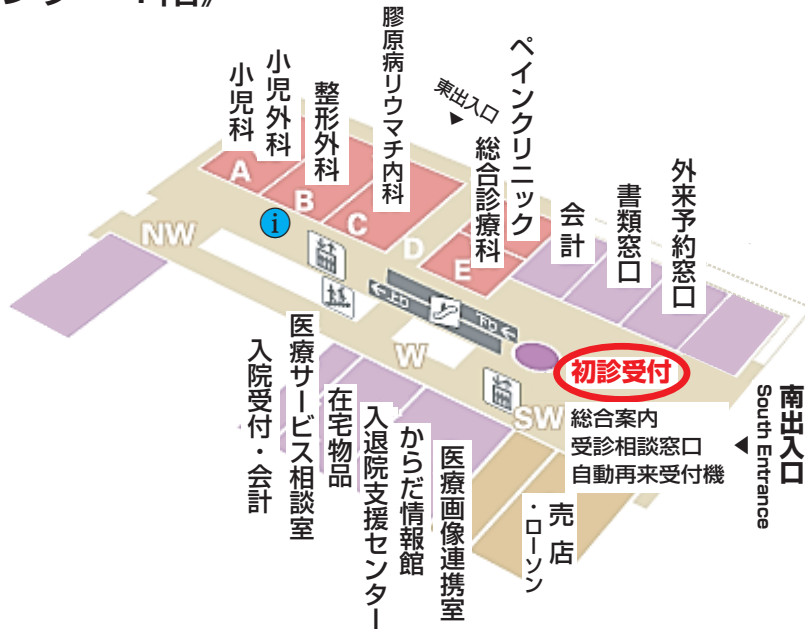 1階》
小児科
小児外科
整形外科
膠原病リウマチ内科
東出入口
総合診療科
ペインクリニック
会計
書類窓口
外来予約窓口
A
B
C
D
E
i
NW
W
SW
初診受付
総合案内
受診相談窓口
自動再来受付機
南出入口
South Entrance
入院受付・会計
医療サービス相談室
在宅物品
入退院支援センター
からだ情報館
医療画像連携室
売店
・ローソン